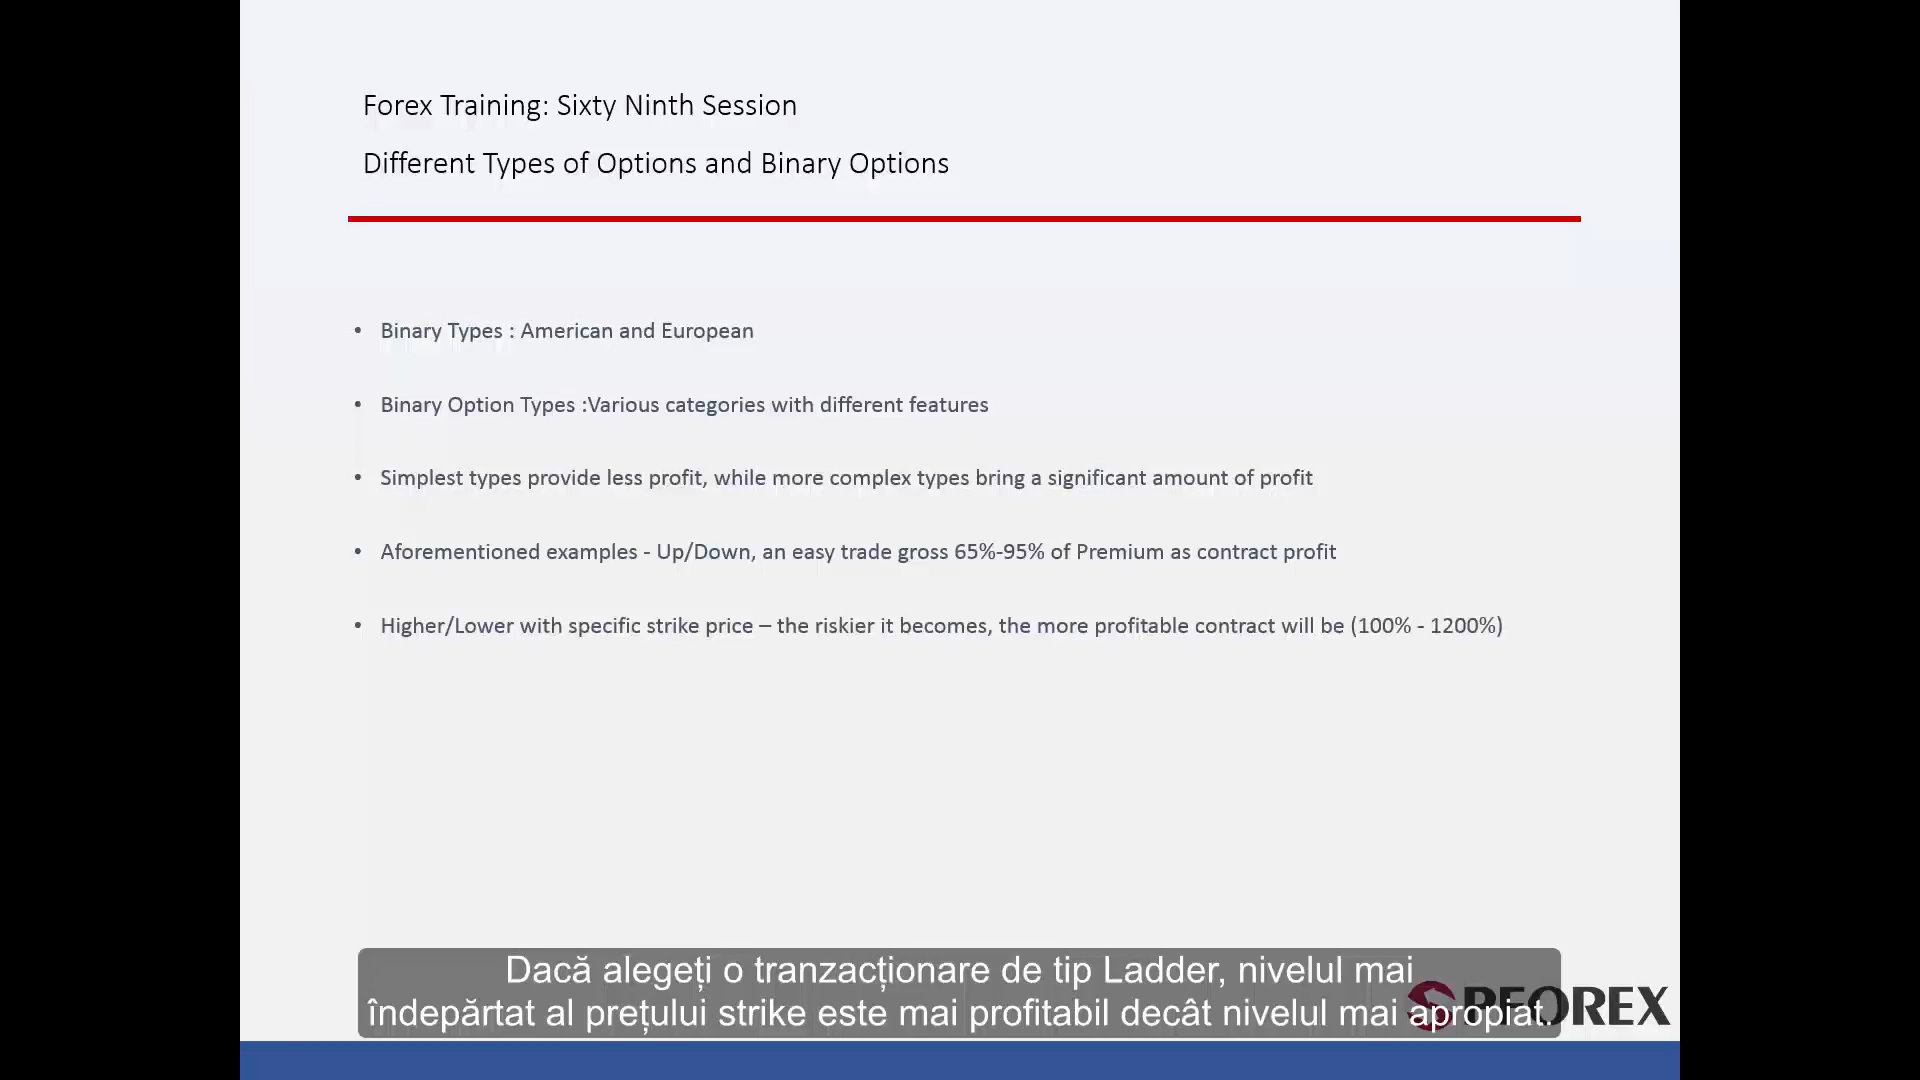 Forex Training: Sixty Ninth Session
Different Types of Options and Binary Options
• Binary Types : American and European
• Binary Option Types :Various categories with different features
• Simplest types provide less profit, while more complex types bring a significant amount of profit
• Aforementioned examples - Up/Down, an easy trade gross 65%-95% of Premium as contract profit
• Higher/Lower with specific strike price – the riskier it becomes, the more profitable contract will be (100% - 1200%)
Dacă alegeți o tranzacționare de tip Ladder, nivelul mai
îndepărtat al prețului strike este mai profitabil decât nivelul mai apropiat.
PFOREX